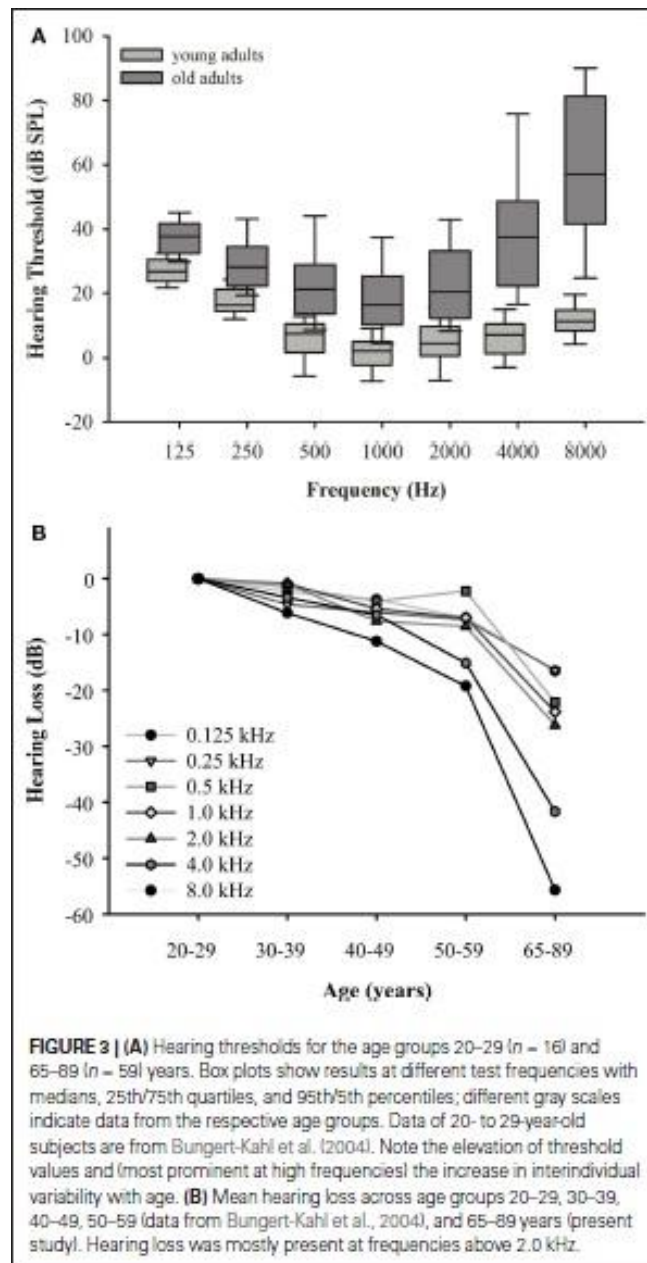 A
100
young adults
old adults
80
60
40
20
0
-20
Hearing Threshold (dB SPL)
125 250 500 1000 2000 4000 8000
Frequency (Hz)
B
0
-10
-20
-30
-40
-50
-60
Hearing Loss (dB)
0.125 kHz
0.25 kHz
0.5 kHz
1.0 kHz
2.0 kHz
4.0 kHz
8.0 kHz
20-29 30-39 40-49 50-59 65-89
Age (years)
FIGURE 3 | (A) Hearing thresholds for the age groups 20–29 (n = 16) and
65–89 (n = 59) years. Box plots show results at different test frequencies with
medians, 25th/75th quartiles, and 95th/5th percentiles; different gray scales
indicate data from the respective age groups. Data of 20- to 29-year-old
subjects are from Bungert-Kahl et al. (2004). Note the elevation of threshold
values and (most prominent at high frequencies) the increase in interindividual
variability with age. (B) Mean hearing loss across age groups 20–29, 30–39,
40–49, 50–59 (data from Bungert-Kahl et al., 2004), and 65–89 years (present
study). Hearing loss was mostly present at frequencies above 2.0 kHz.